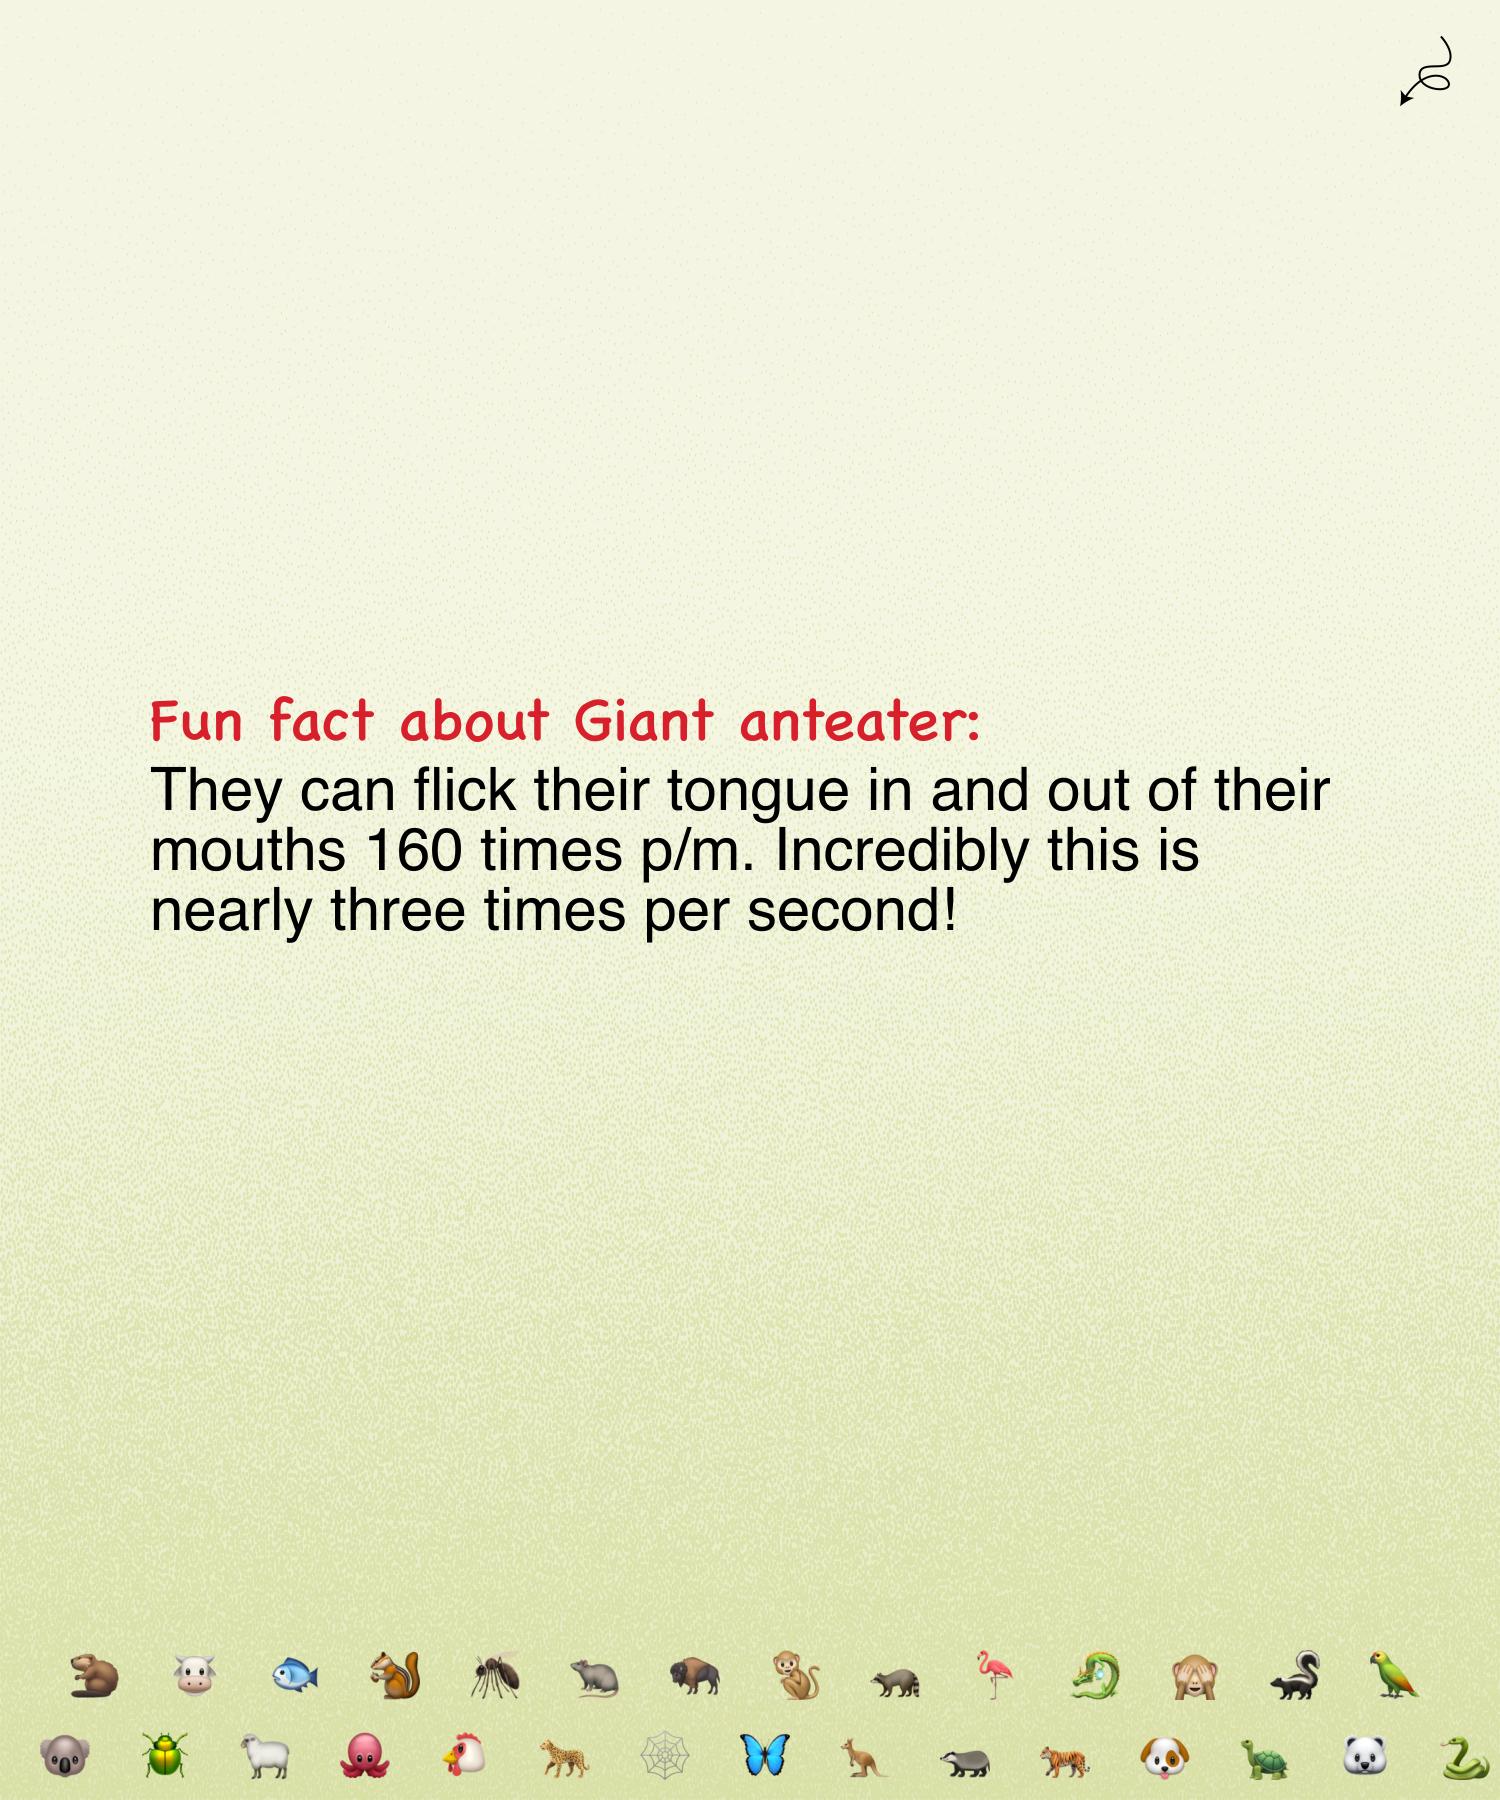 Fun fact about Giant anteater:
They can flick their tongue in and out of their
mouths 160 times p/m. Incredibly this is
nearly three times per second!